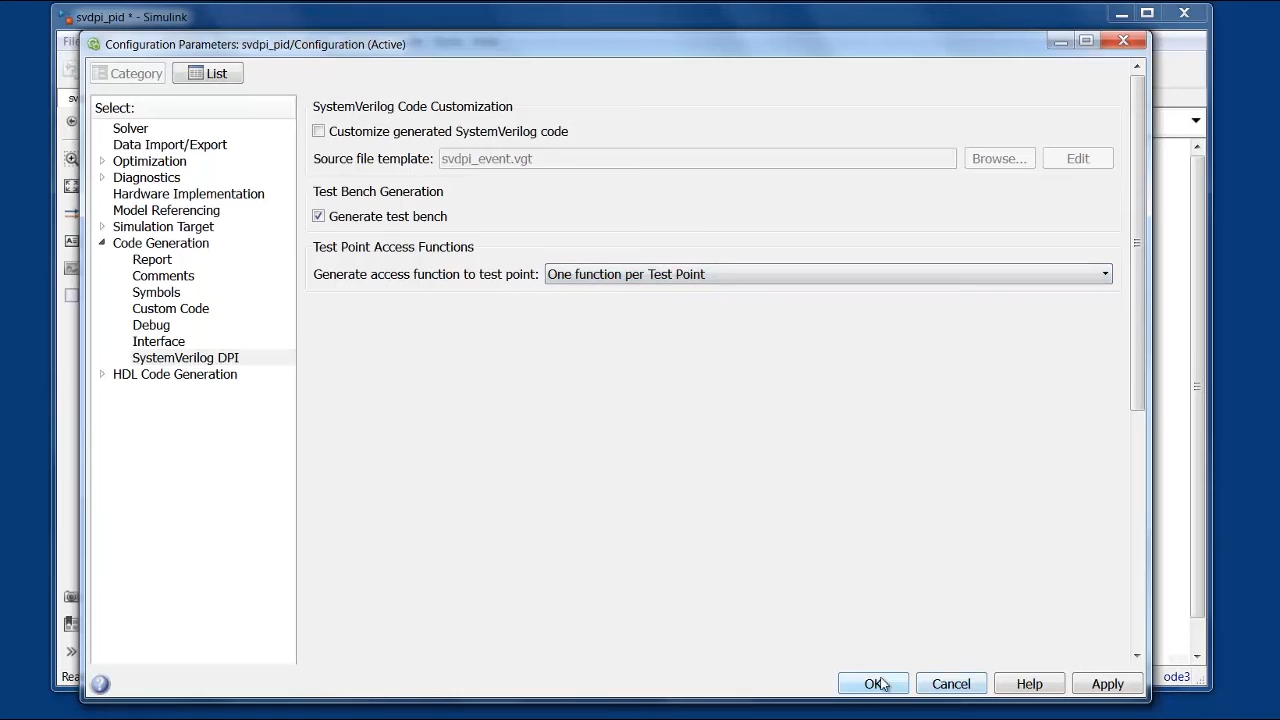 svdpi_pid * - Simulink
Configuration Parameters: svdpi_pid/Configuration (Active)
Category
List
Select:
Solver
Data Import/Export
Optimization
Diagnostics
Hardware Implementation
Model Referencing
Simulation Target
Code Generation
Report
Comments
Symbols
Custom Code
Debug
Interface
SystemVerilog DPI
HDL Code Generation
SystemVerilog Code Customization
Customize generated SystemVerilog code
Source file template: svdpi_event.vgt Browse... Edit
Test Bench Generation
Generate test bench
Test Point Access Functions
Generate access function to test point: One function per Test Point
OK Cancel Help Apply
ode3